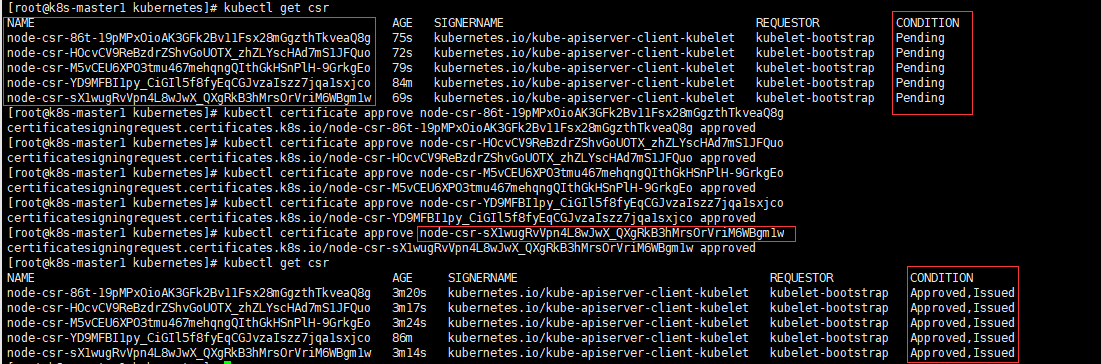 [root@k8s-master1 kubernetes]# kubectl get csr
NAME AGE SIGNERNAME REQUESTOR CONDITION
node-csr-86t-19pMPxOioAK3GFk2Bv11Fsx28mGgzthTkveaU8g 75s kubernetes.io/kube-apiserver-client-kubelet kubelet-bootstrap Pending
node-csr-HOcvCV9ReBzdrZShvGoUOTX_zhZLYscHAd7mS1JFQuo 72s kubernetes.io/kube-apiserver-client-kubelet kubelet-bootstrap Pending
node-csr-M5vCEU6XPO3tmu467mehqngQIthGkHSnPlH-9GrkgEo 79s kubernetes.io/kube-apiserver-client-kubelet kubelet-bootstrap Pending
node-csr-YD9MFBI1py_CiGIl5f8fyEqCGJvzaIszz7jqa1sxjco 84m kubernetes.io/kube-apiserver-client-kubelet kubelet-bootstrap Pending
node-csr-sX1wugRvVpn4L8wJwX_QXgRkB3hMrsOrVriM6WBgm1w 69s kubernetes.io/kube-apiserver-client-kubelet kubelet-bootstrap Pending
[root@k8s-master1 kubernetes]# kubectl certificate approve node-csr-86t-19pMPxOioAK3GFk2Bv11Fsx28mGgzthTkveaU8g
certificatesigningrequest.certificates.k8s.io/node-csr-86t-19pMPxOioAK3GFk2Bv11Fsx28mGgzthTkveaU8g approved
[root@k8s-master1 kubernetes]# kubectl certificate approve node-csr-HOcvCV9ReBzdrZShvGoUOTX_zhZLYscHAd7mS1JFQuo
certificatesigningrequest.certificates.k8s.io/node-csr-HOcvCV9ReBzdrZShvGoUOTX_zhZLYscHAd7mS1JFQuo approved
[root@k8s-master1 kubernetes]# kubectl certificate approve node-csr-M5vCEU6XPO3tmu467mehqngQIthGkHSnPlH-9GrkgEo
certificatesigningrequest.certificates.k8s.io/node-csr-M5vCEU6XPO3tmu467mehqngQIthGkHSnPlH-9GrkgEo approved
[root@k8s-master1 kubernetes]# kubectl certificate approve node-csr-YD9MFBI1py_CiGIl5f8fyEqCGJvzaIszz7jqa1sxjco
certificatesigningrequest.certificates.k8s.io/node-csr-YD9MFBI1py_CiGIl5f8fyEqCGJvzaIszz7jqa1sxjco approved
[root@k8s-master1 kubernetes]# kubectl certificate approve node-csr-sX1wugRvVpn4L8wJwX_QXgRkB3hMrsOrVriM6WBgm1w
certificatesigningrequest.certificates.k8s.io/node-csr-sX1wugRvVpn4L8wJwX_QXgRkB3hMrsOrVriM6WBgm1w approved
[root@k8s-master1 kubernetes]# kubectl get csr
NAME AGE SIGNERNAME REQUESTOR CONDITION
node-csr-86t-19pMPxOioAK3GFk2Bv11Fsx28mGgzthTkveaU8g 3m20s kubernetes.io/kube-apiserver-client-kubelet kubelet-bootstrap Approved,Issued
node-csr-HOcvCV9ReBzdrZShvGoUOTX_zhZLYscHAd7mS1JFQuo 3m17s kubernetes.io/kube-apiserver-client-kubelet kubelet-bootstrap Approved,Issued
node-csr-M5vCEU6XPO3tmu467mehqngQIthGkHSnPlH-9GrkgEo 3m24s kubernetes.io/kube-apiserver-client-kubelet kubelet-bootstrap Approved,Issued
node-csr-YD9MFBI1py_CiGIl5f8fyEqCGJvzaIszz7jqa1sxjco 86m kubernetes.io/kube-apiserver-client-kubelet kubelet-bootstrap Approved,Issued
node-csr-sX1wugRvVpn4L8wJwX_QXgRkB3hMrsOrVriM6WBgm1w 3m14s kubernetes.io/kube-apiserver-client-kubelet kubelet-bootstrap Approved,Issued